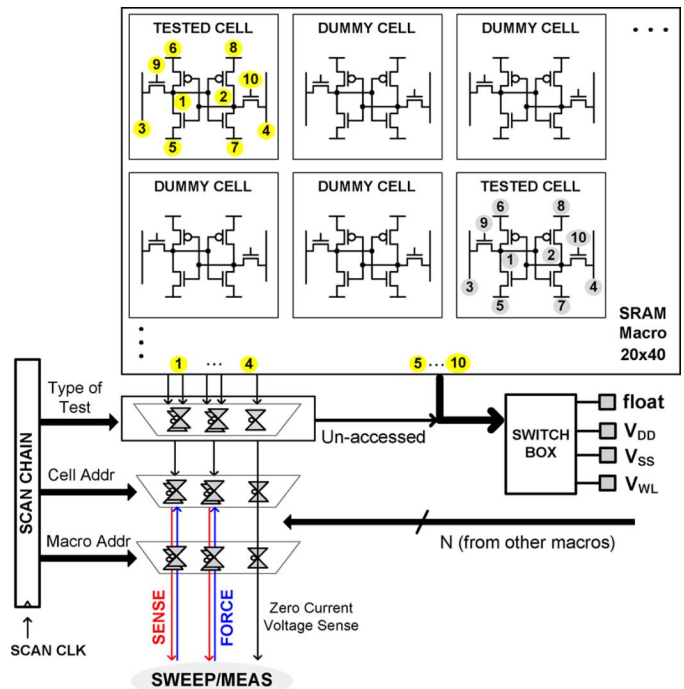 TESTED CELL
DUMMY CELL
DUMMY CELL
. . .
6
8
9
10
1
2
3
4
5
7
DUMMY CELL
DUMMY CELL
TESTED CELL
6
8
9
10
1
2
3
4
5
7
SRAM
Macro
20x40
1 ... 4
5 ... 10
SCAN CHAIN
Type of
Test
Un-accessed
SWITCH
BOX
float
VDD
VSS
VWL
Cell Addr
Macro Addr
N (from other macros)
SENSE
FORCE
Zero Current
Voltage Sense
SCAN CLK
SWEEP/MEAS